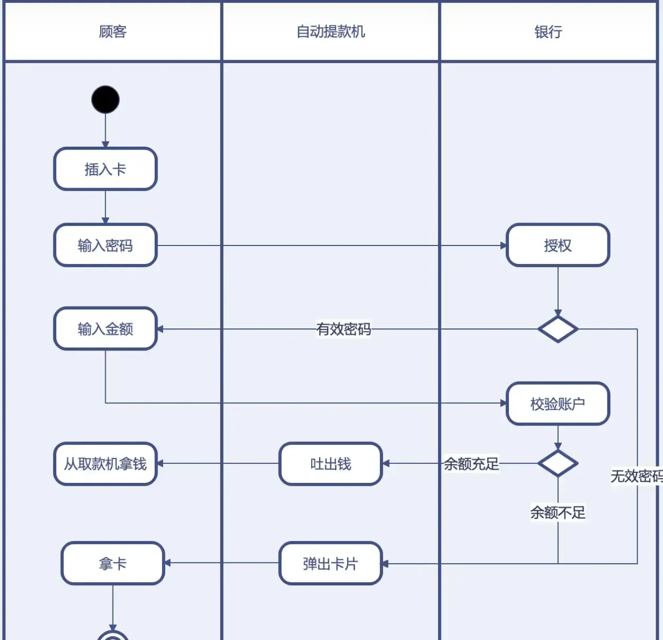 顾客
自动提款机
银行
插入卡
输入密码
授权
输入金额
有效密码
校验账户
从取款机拿钱
吐出钱
余额充足
无效密码
余额不足
拿卡
弹出卡片